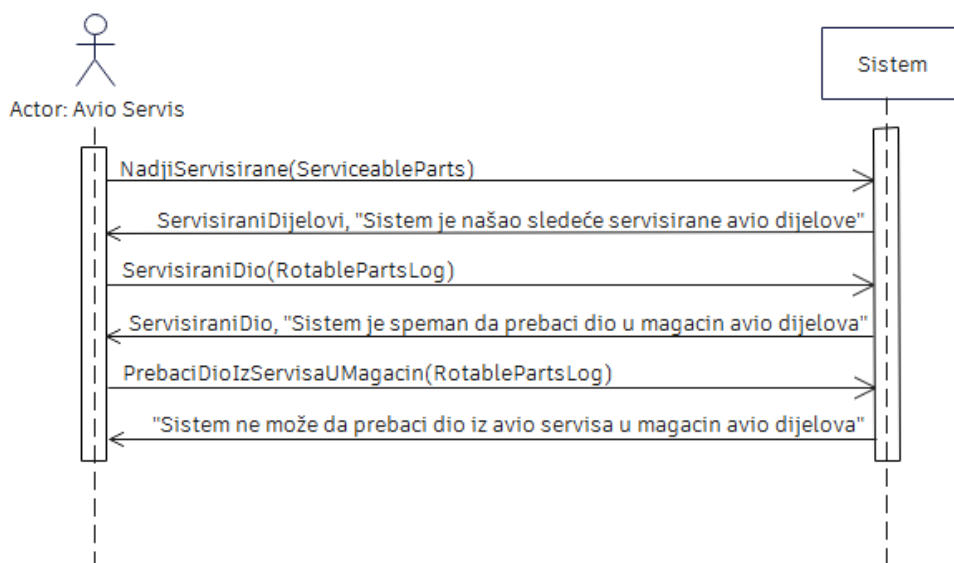 Sistem
Actor: Avio Servis
NadjiServisirane(ServiceableParts)
ServisiraniDijelovi, "Sistem je našao sledeće servisirane avio dijelove"
ServisiraniDio(RotablePartsLog)
ServisiraniDio, "Sistem je speman da prebaci dio u magacin avio dijelova"
PrebaciDioIzServisaUMagacin(RotablePartsLog)
"Sistem ne može da prebaci dio iz avio servisa u magacin avio dijelova"